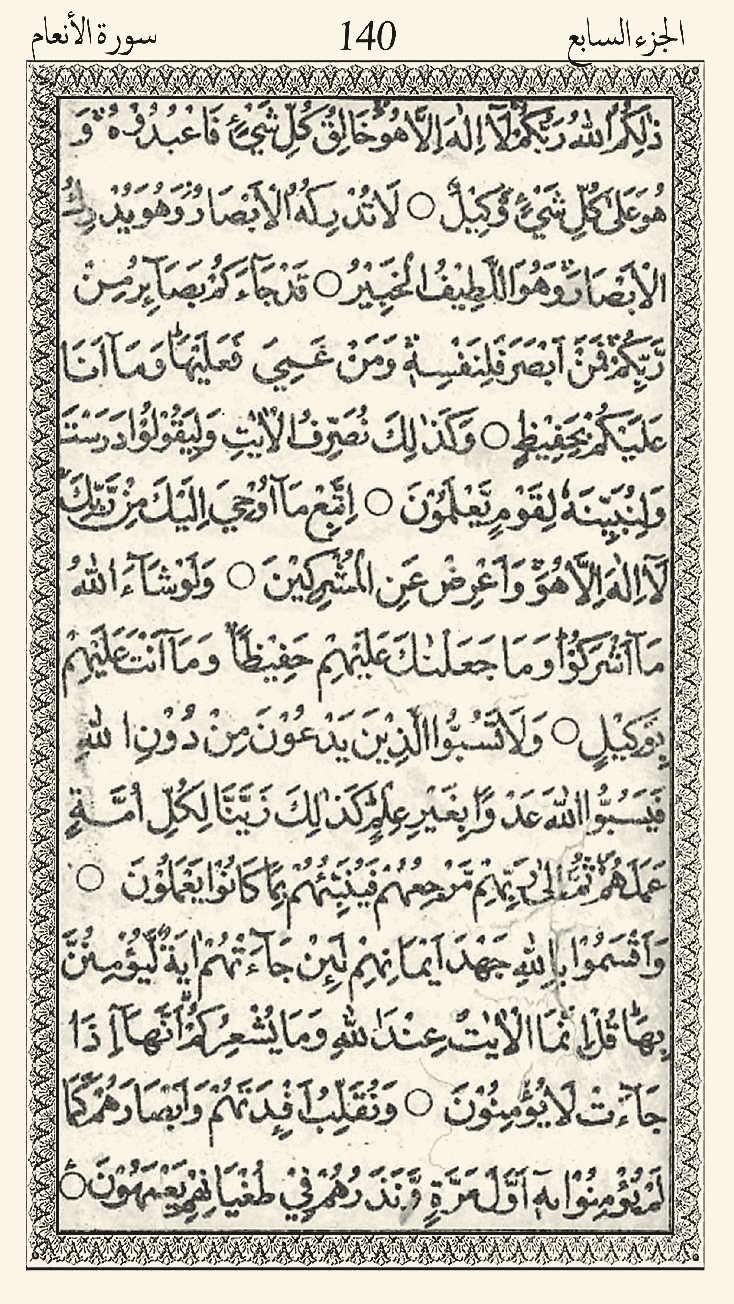 الجزء السابع 140 سورة الأنعام
ذٰلِكُمُ اللّٰهُ رَبُّكُمْ لَآ اِلٰهَ اِلَّا هُوَ خَالِقُ كُلِّ شَيْءٍ فَاعْبُدُوْهُ وَ
هُوَ عَلٰى كُلِّ شَيْءٍ وَّكِيْلٌ ○ لَا تُدْرِكُهُ الْاَبْصَارُ وَهُوَ يُدْرِكُ
الْاَبْصَارَ وَهُوَ اللَّطِيْفُ الْخَبِيْرُ ○ قَدْ جَآءَكُمْ بَصَآىِٕرُ مِنْ
رَّبِّكُمْ فَمَنْ اَبْصَرَ فَلِنَفْسِهٖ وَمَنْ عَمِيَ فَعَلَيْهَا وَمَآ اَنَا
عَلَيْكُمْ بِحَفِيْظٍ ○ وَكَذٰلِكَ نُصَرِّفُ الْاٰيٰتِ وَلِيَقُوْلُوْا دَرَسْتَ
وَلِنُبَيِّنَهٗ لِقَوْمٍ يَّعْلَمُوْنَ ○ اِتَّبِعْ مَآ اُوْحِيَ اِلَيْكَ مِنْ رَّبِّكَ
لَآ اِلٰهَ اِلَّا هُوَ وَاَعْرِضْ عَنِ الْمُشْرِكِيْنَ ○ وَلَوْ شَآءَ اللّٰهُ
مَآ اَشْرَكُوْا وَمَا جَعَلْنٰكَ عَلَيْهِمْ حَفِيْظًا وَمَآ اَنْتَ عَلَيْهِمْ
بِوَكِيْلٍ ○ وَلَا تَسُبُّوا الَّذِيْنَ يَدْعُوْنَ مِنْ دُوْنِ اللّٰهِ
فَيَسُبُّوا اللّٰهَ عَدْوًا بِغَيْرِ عِلْمٍ كَذٰلِكَ زَيَّنَّا لِكُلِّ اُمَّةٍ
عَمَلَهُمْ ثُمَّ اِلٰى رَبِّهِمْ مَّرْجِعُهُمْ فَيُنَبِّئُهُمْ بِمَا كَانُوْا يَعْمَلُوْنَ ○
وَاَقْسَمُوْا بِاللّٰهِ جَهْدَ اَيْمَانِهِمْ لَىِٕنْ جَآءَتْهُمْ اٰيَةٌ لَّيُؤْمِنُنَّ
بِهَا قُلْ اِنَّمَا الْاٰيٰتُ عِنْدَ اللّٰهِ وَمَا يُشْعِرُكُمْ اَنَّهَآ اِذَا
جَآءَتْ لَا يُؤْمِنُوْنَ ○ وَنُقَلِّبُ اَفْـِٕدَتَهُمْ وَاَبْصَارَهُمْ كَمَا
لَمْ يُؤْمِنُوْا بِهٖٓ اَوَّلَ مَرَّةٍ وَّنَذَرُهُمْ فِيْ طُغْيَانِهِمْ يَعْمَهُوْنَ ○